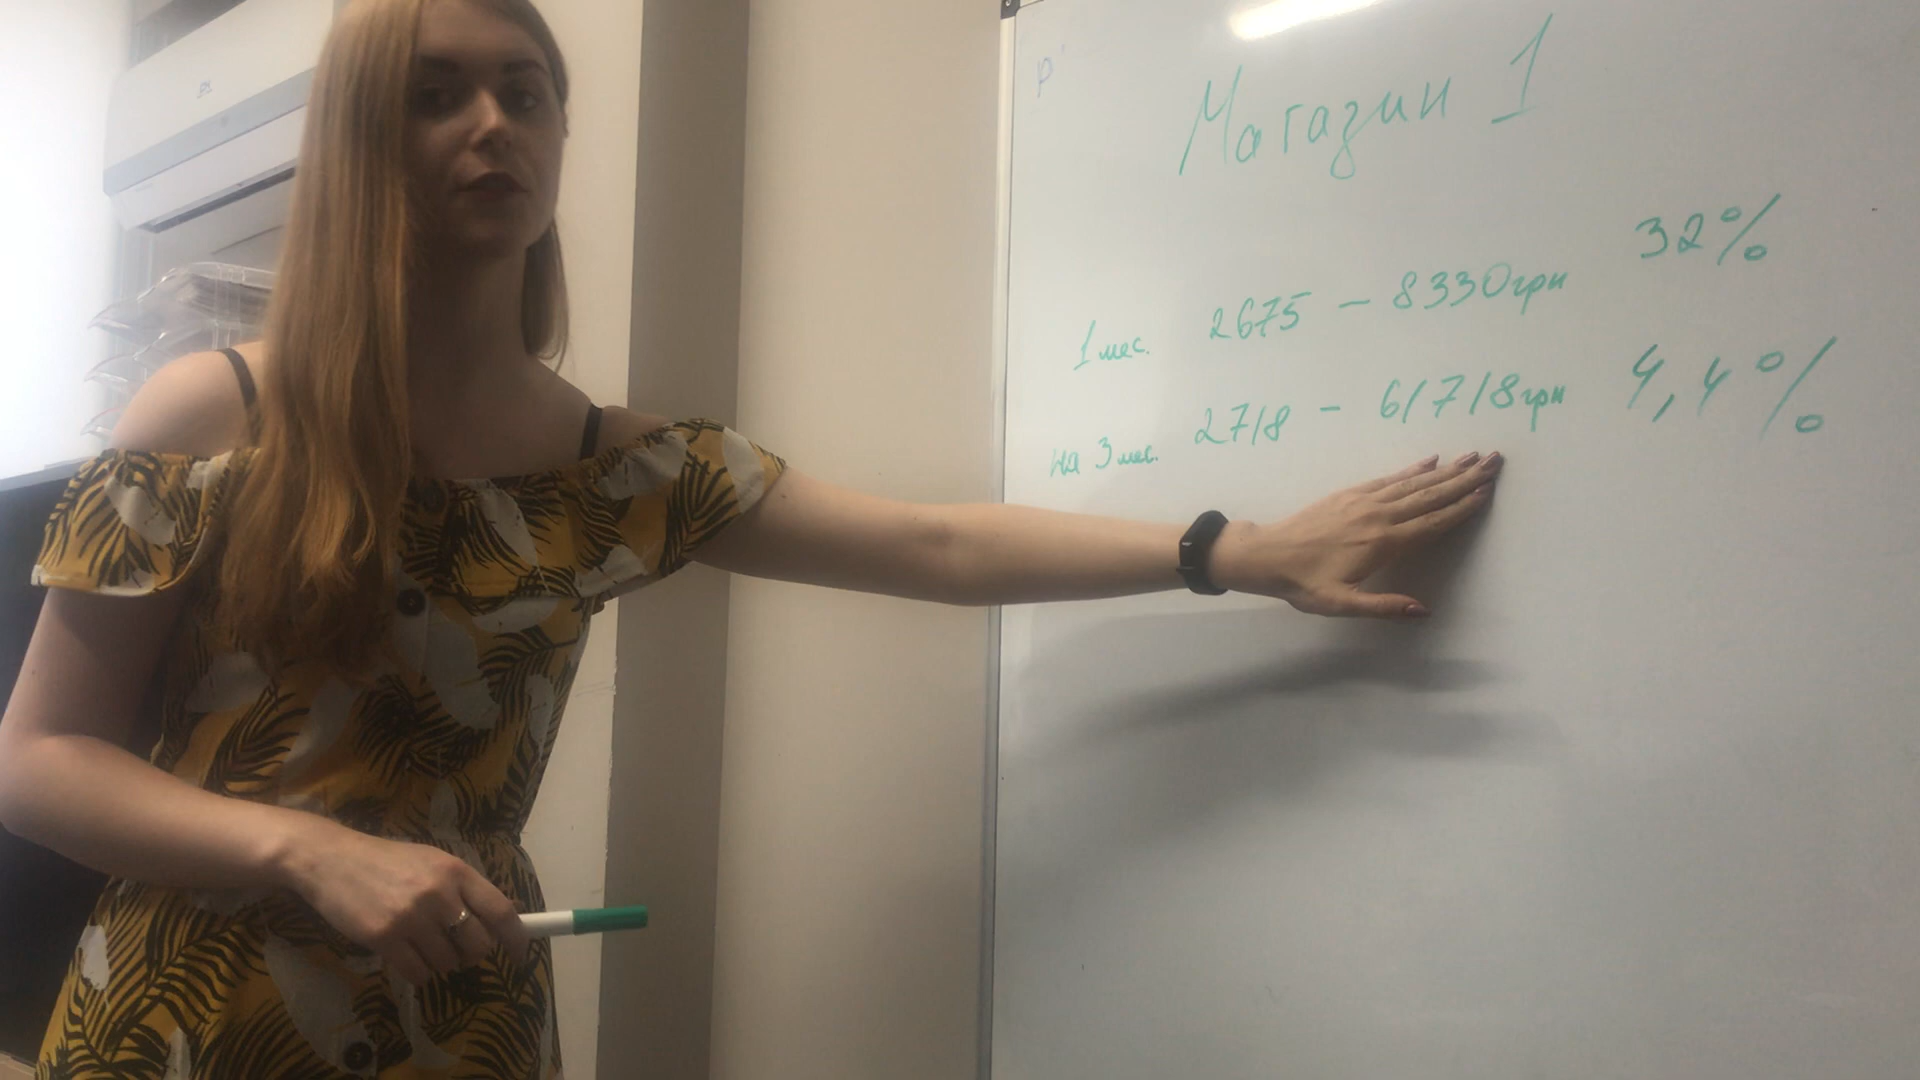 Магазин 1
1 мес. 2675 – 8330грн 32%
на 3 мес. 2718 – 61718грн 4,4%